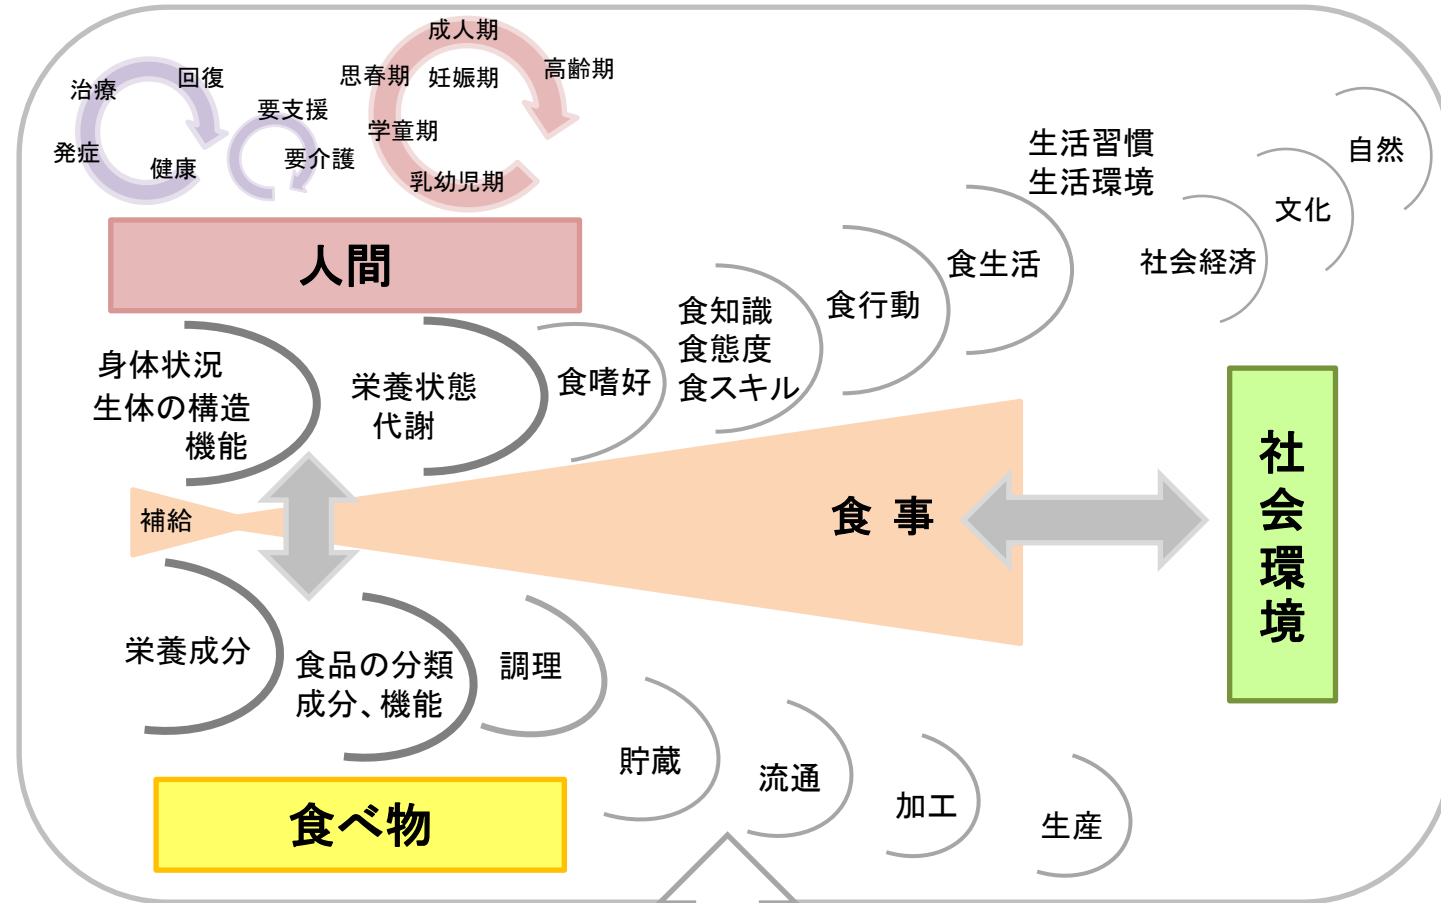 成人期
思春期
妊娠期
高齢期
治療
回復
要支援
学童期
発症
健康
要介護
乳幼児期
人間
生活習慣
生活環境
自然
文化
社会経済
食生活
食行動
食知識
食態度
食スキル
食嗜好
栄養状態
代謝
身体状況
生体の構造
機能
補給
食 事
社会環境
栄養成分
食品の分類
成分、機能
調理
貯蔵
流通
加工
生産
食べ物